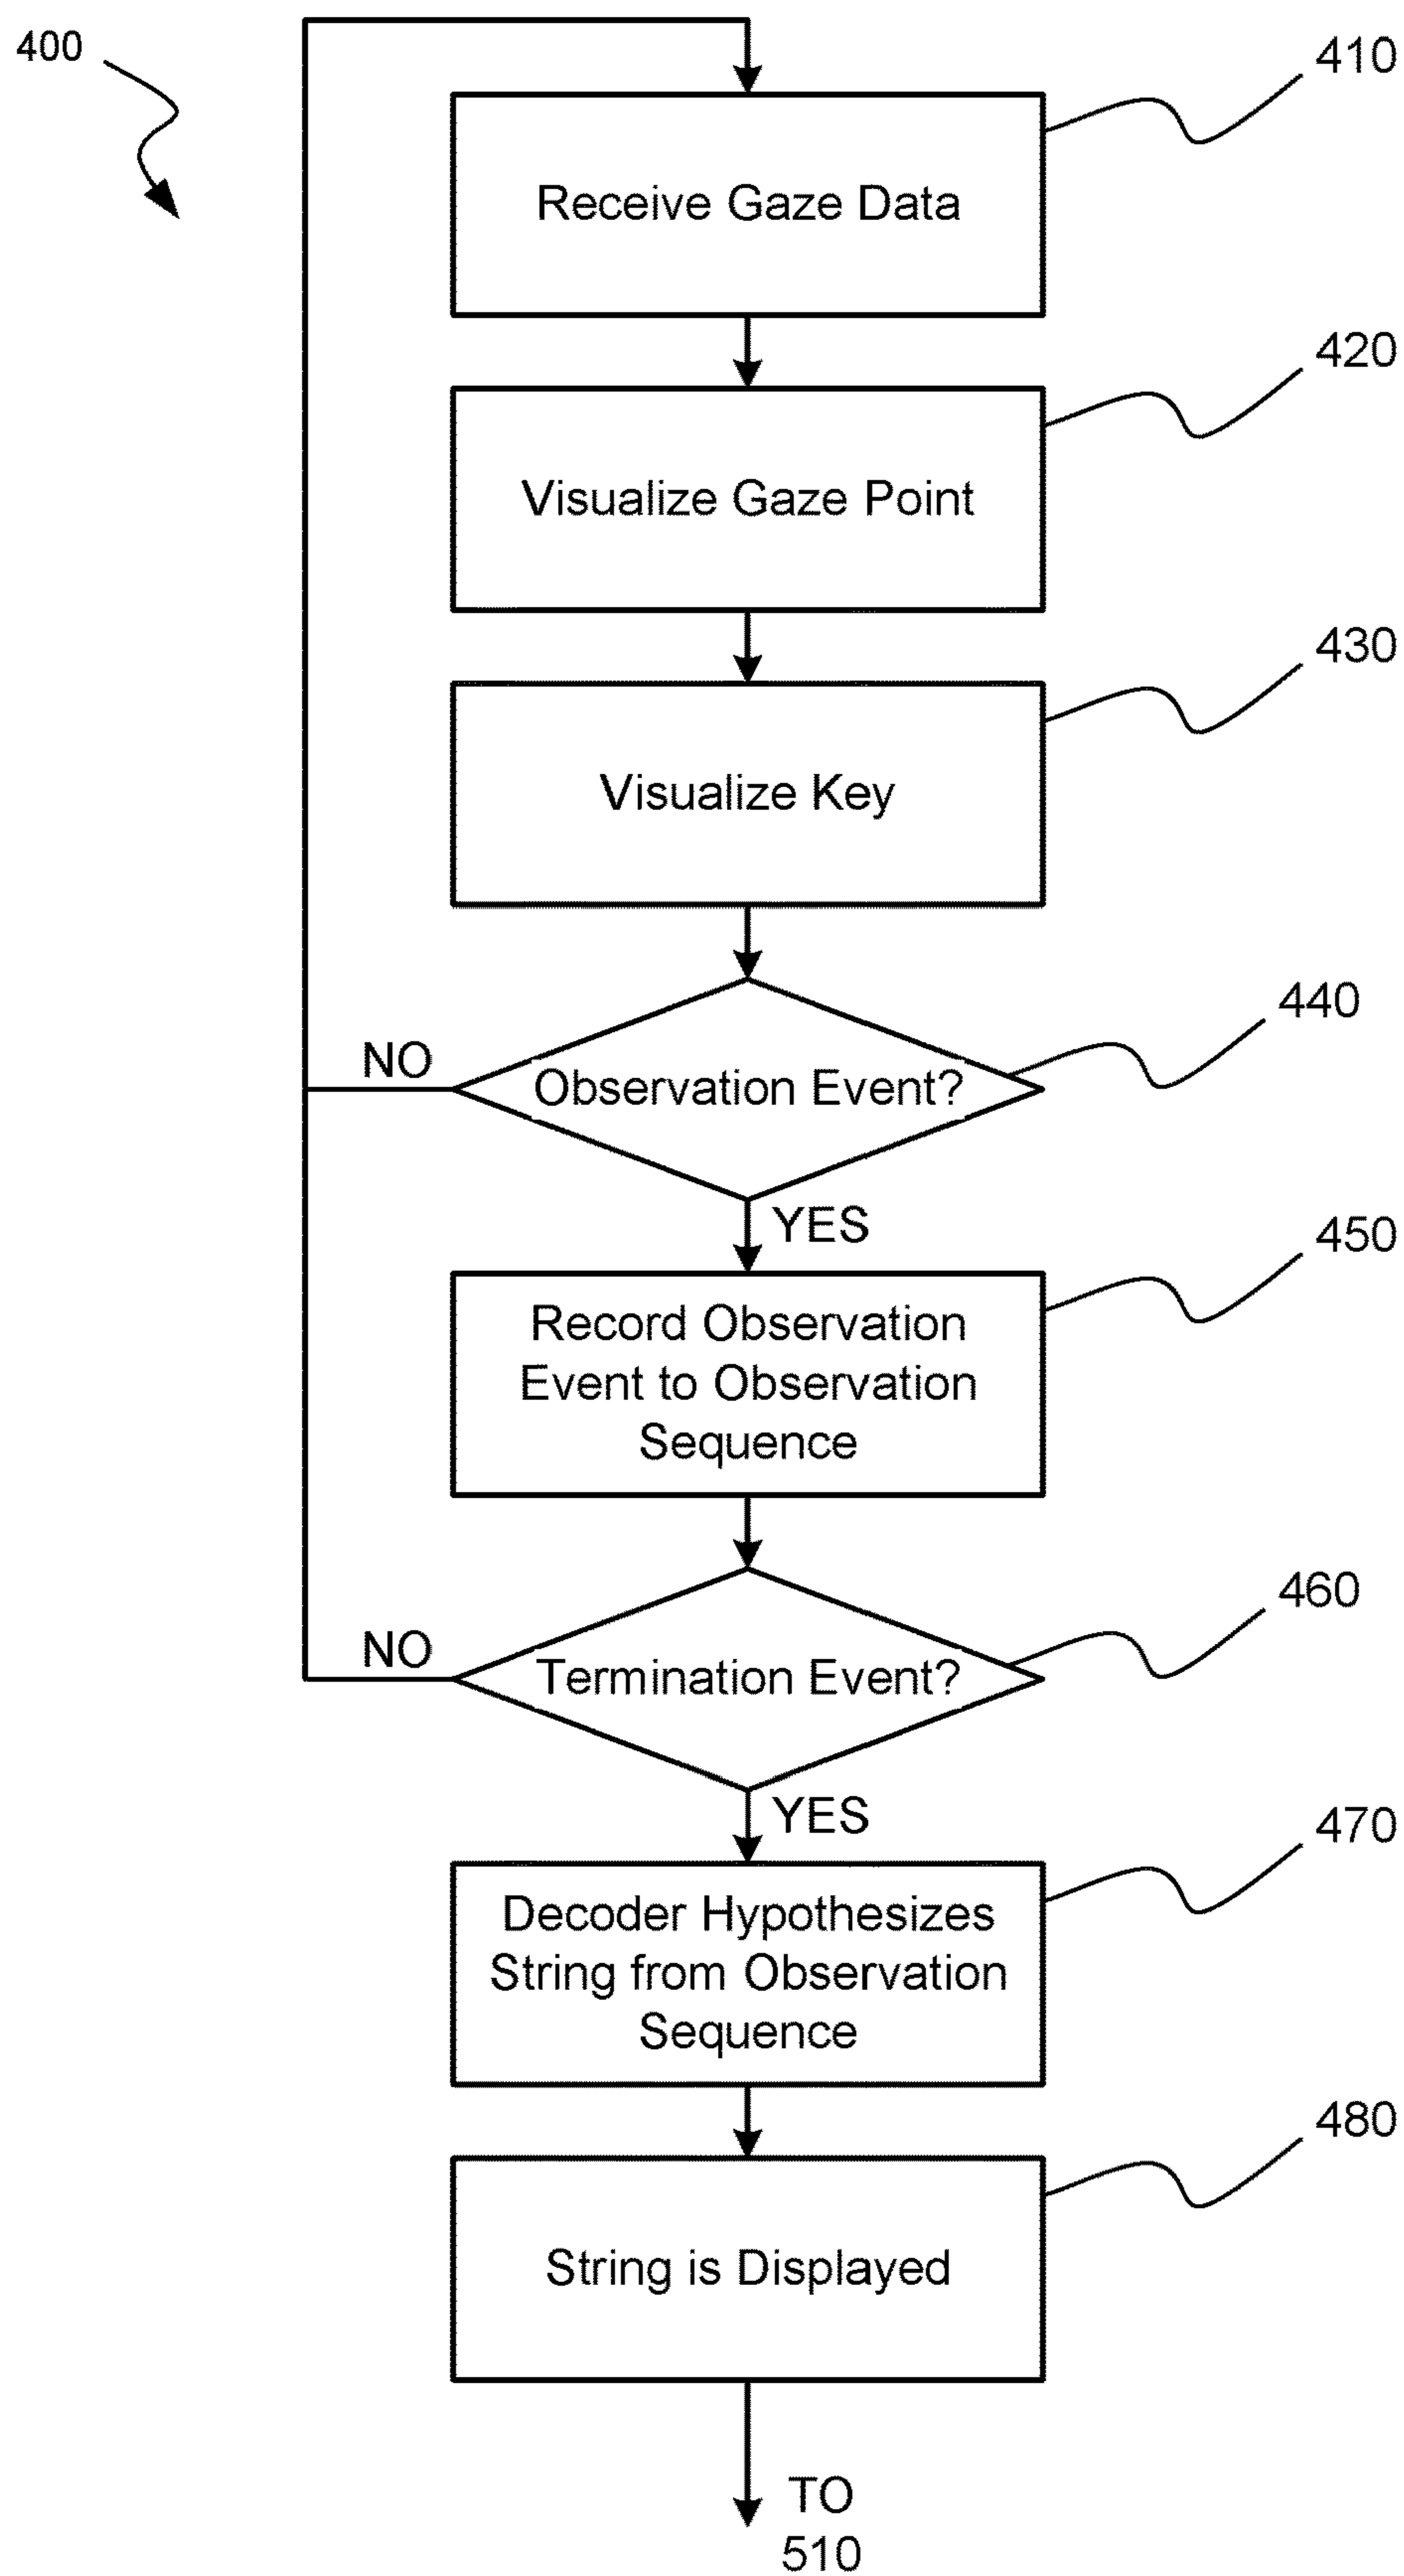 400
410
Receive Gaze Data
420
Visualize Gaze Point
430
Visualize Key
440
NO
Observation Event?
YES
450
Record Observation
Event to Observation
Sequence
460
NO
Termination Event?
YES
470
Decoder Hypothesizes
String from Observation
Sequence
480
String is Displayed
TO
510